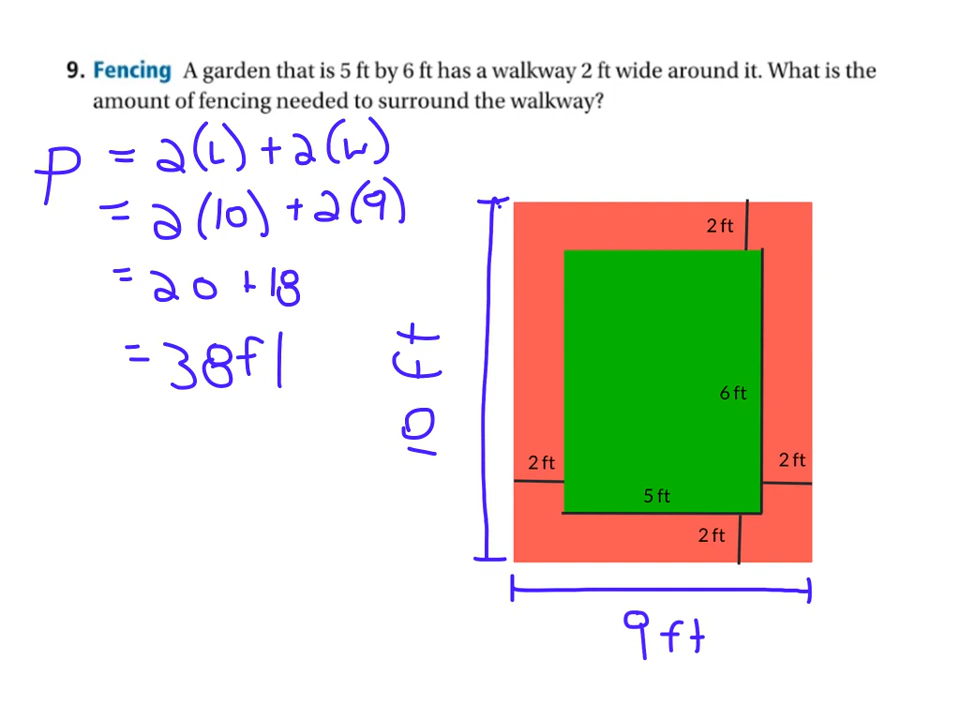 9. Fencing A garden that is 5 ft by 6 ft has a walkway 2 ft wide around it. What is the
amount of fencing needed to surround the walkway?
P = 2(L) + 2(W)
= 2(10) + 2(9)
= 20 + 18
= 38ft
10 ft
2 ft
6 ft
2 ft
2 ft
5 ft
2 ft
9 ft